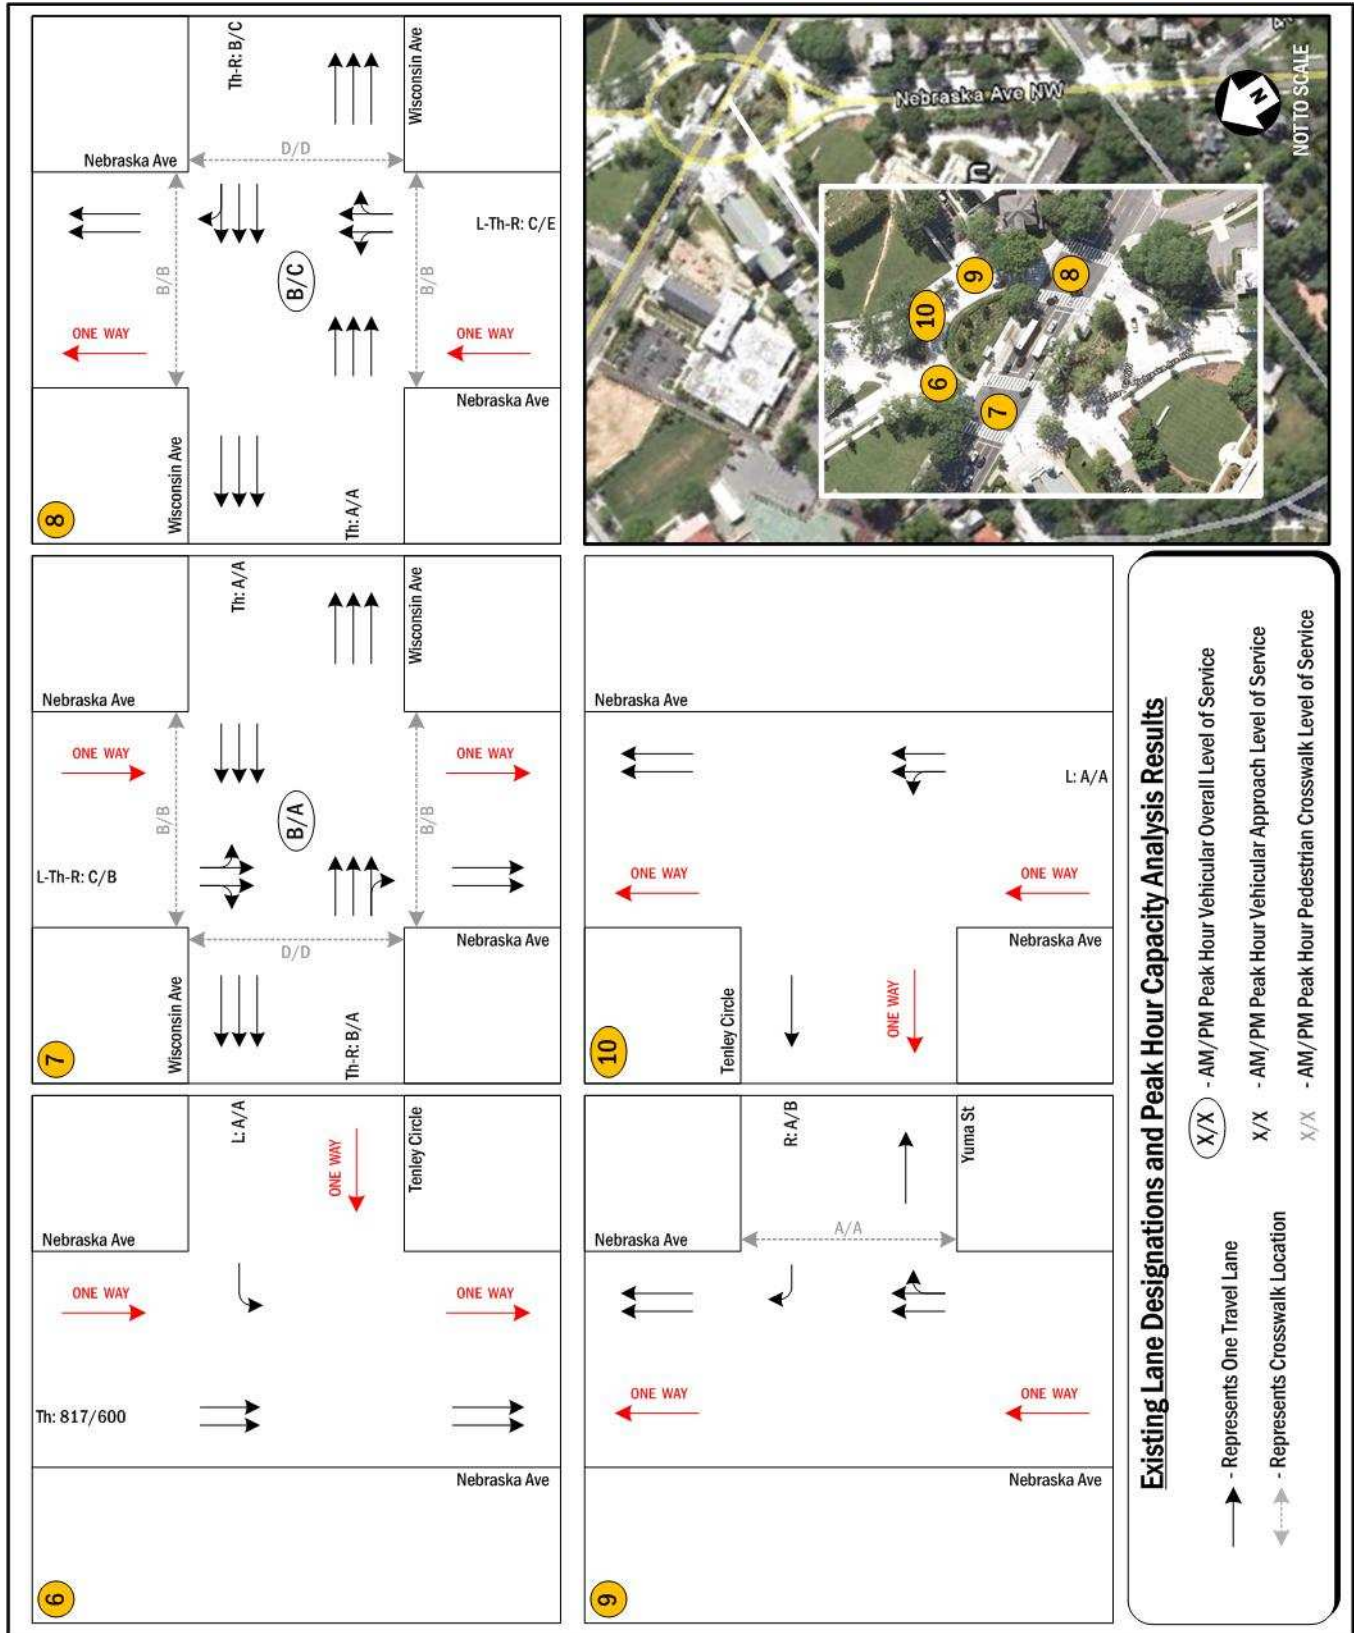 6
Nebraska Ave
ONE WAY
Th: 817/600
L: A/A
ONE WAY
Tenley Circle
ONE WAY
Nebraska Ave
7
Nebraska Ave
ONE WAY
L-Th-R: C/B
B/B
Th: A/A
Wisconsin Ave
B/A
D/D
Th-R: B/A
B/B
Wisconsin Ave
ONE WAY
Nebraska Ave
8
Nebraska Ave
Th-R: B/C
B/B
ONE WAY
D/D
Wisconsin Ave
B/C
Th: A/A
Wisconsin Ave
B/B
L-Th-R: C/E
ONE WAY
Nebraska Ave
9
Nebraska Ave
R: A/B
A/A
Yuma St
ONE WAY
ONE WAY
Nebraska Ave
10
Nebraska Ave
ONE WAY
Tenley Circle
ONE WAY
L: A/A
ONE WAY
Nebraska Ave
Nebraska Ave NW
6
7
8
9
10
N
NOT TO SCALE
Existing Lane Designations and Peak Hour Capacity Analysis Results
- Represents One Travel Lane
- Represents Crosswalk Location
X/X - AM/PM Peak Hour Vehicular Overall Level of Service
X/X - AM/PM Peak Hour Vehicular Approach Level of Service
X/X - AM/PM Peak Hour Pedestrian Crosswalk Level of Service